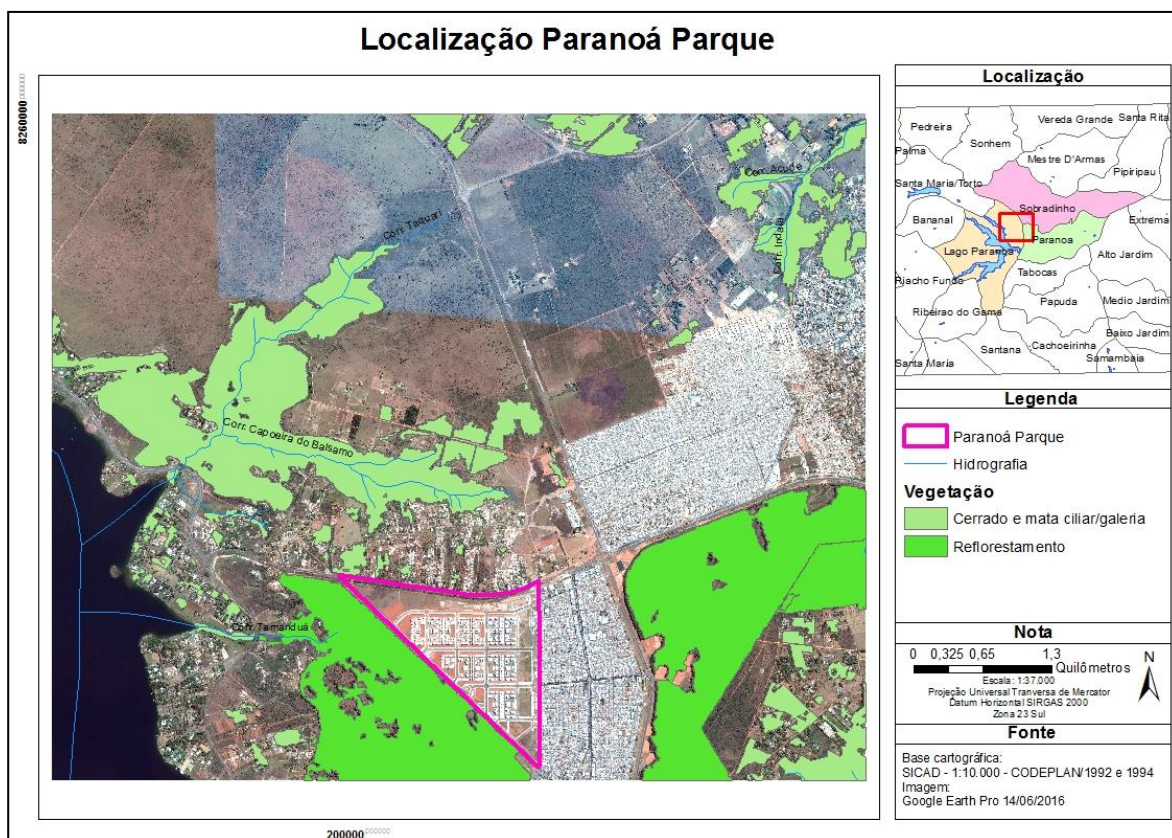 Localização Paranoá Parque
8260000
200000
Corr. Acude
Corr. Taquari
Corr. Indaia
Corr. Capoeira do Balsamo
Corr. Tamanduá
Localização
Pedreira
Vereda Grande
Santa Rita
Sonhem
Palma
Mestre D'Armas
Pipiripau
Santa Maria/Torto
Sobradinho
Bananal
Extrema
Paranoa
Lago Paranoa
Alto Jardim
Tabocas
Riacho Fundo
Papuda
Medio Jardim
Ribeirao do Gama
Baixo Jardim
Cachoeirinha
Santana
Samambaia
Santa Maria
Legenda
Paranoá Parque
Hidrografia
Vegetação
Cerrado e mata ciliar/galeria
Reflorestamento
Nota
0 0,325 0,65 1,3
Quilômetros
N
Escala : 1:37.000
Projeção Universal Tranversa de Mercator
Datum Horizontal SIRGAS 2000
Zona 23 Sul
Fonte
Base cartográfica:
SICAD - 1:10.000 - CODEPLAN/1992 e 1994
Imagem:
Google Earth Pro 14/06/2016